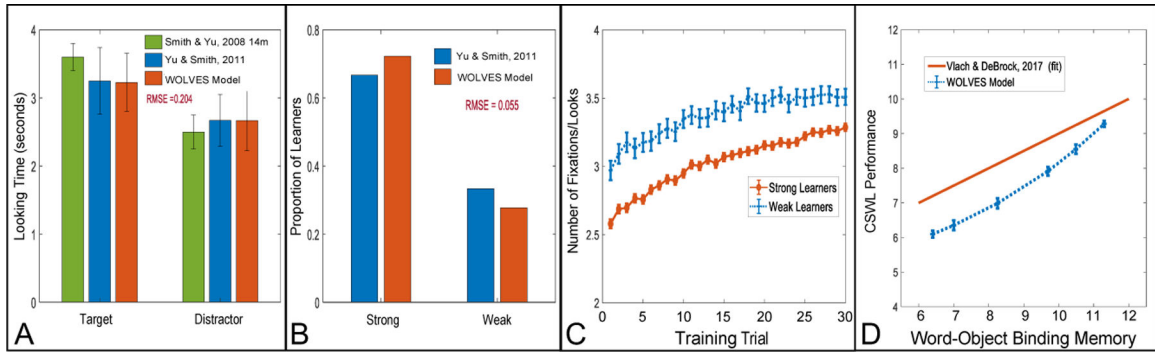 Looking Time (seconds)
4
3
2
1
0
Smith & Yu, 2008 14m
Yu & Smith, 2011
WOLVES Model
RMSE =0.204
Target
Distractor
A
Proportion of Learners
0.8
0.6
0.4
0.2
0
Yu & Smith, 2011
WOLVES Model
RMSE = 0.055
Strong
Weak
B
Number of Fixations/Looks
4
3.5
3
2.5
2
Strong Learners
Weak Learners
0
5
10
15
20
25
30
Training Trial
C
CSWL Performance
12
11
10
9
8
7
6
5
4
Vlach & DeBrock, 2017 (fit)
WOLVES Model
6
7
8
9
10
11
12
Word-Object Binding Memory
D